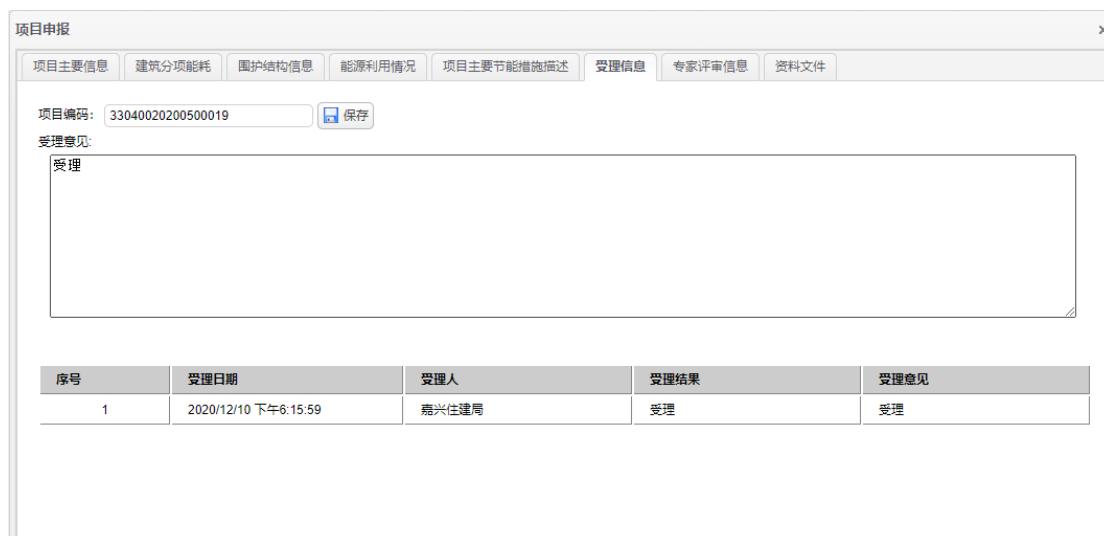 项目申报
项目主要信息 建筑分项能耗 围护结构信息 能源利用情况 项目主要节能措施描述 受理信息 专家评审信息 资料文件
项目编码： 33040020200500019 保存
受理意见:
受理
序号 受理日期 受理人 受理结果 受理意见
1 2020/12/10 下午6:15:59 嘉兴住建局 受理 受理